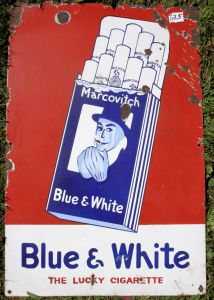 Marcovitch
Blue & White
Blue & White
THE LUCKY CIGARETTE